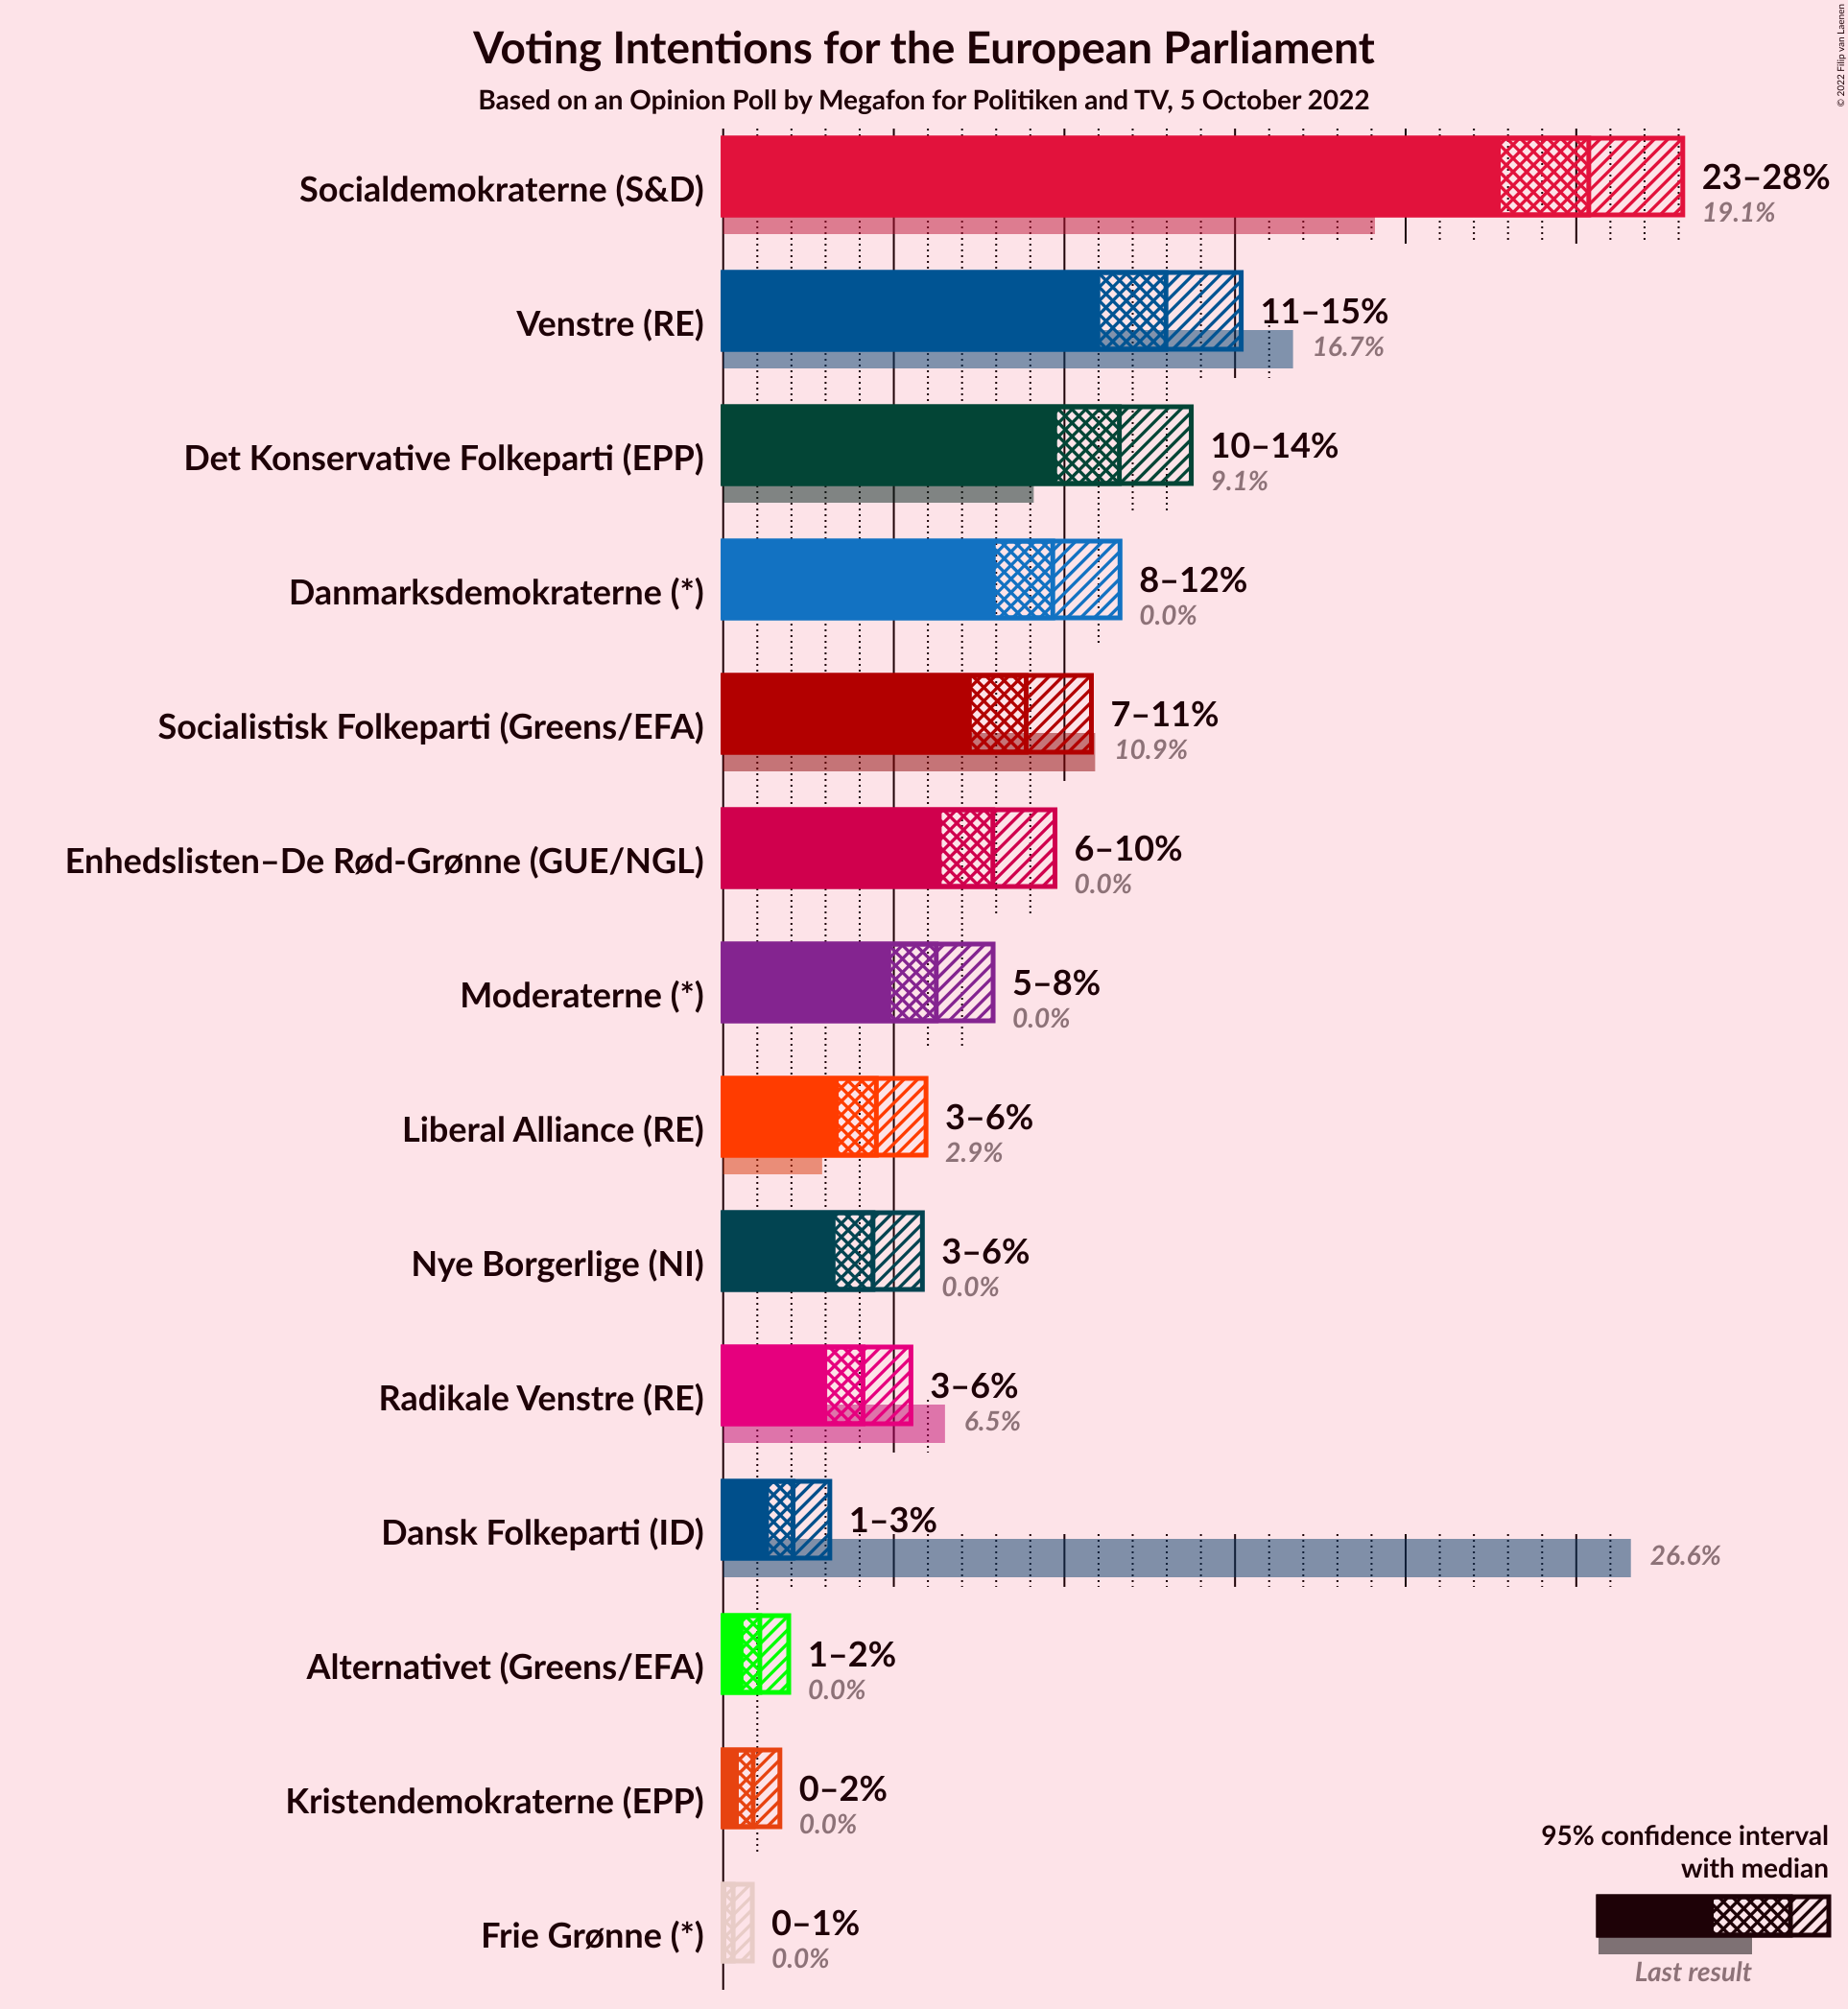 Voting Intentions for the European Parliament
Based on an Opinion Poll by Megafon for Politiken and TV, 5 October 2022
© 2022 Filip van Laenen
Socialdemokraterne (S&D)
23–28%
19.1%
Venstre (RE)
11–15%
16.7%
Det Konservative Folkeparti (EPP)
10–14%
9.1%
Danmarksdemokraterne (*)
8–12%
0.0%
Socialistisk Folkeparti (Greens/EFA)
7–11%
10.9%
Enhedslisten–De Rød-Grønne (GUE/NGL)
6–10%
0.0%
Moderaterne (*)
5–8%
0.0%
Liberal Alliance (RE)
3–6%
2.9%
Nye Borgerlige (NI)
3–6%
0.0%
Radikale Venstre (RE)
3–6%
6.5%
Dansk Folkeparti (ID)
1–3%
26.6%
Alternativet (Greens/EFA)
1–2%
0.0%
Kristendemokraterne (EPP)
0–2%
0.0%
Frie Grønne (*)
0–1%
0.0%
95% confidence interval
with median
Last result